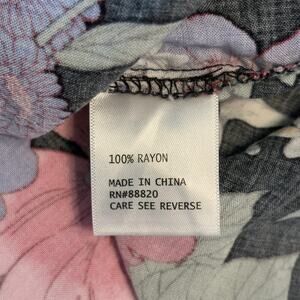 100% RAYON
MADE IN CHINA
RN#88820
CARE SEE REVERSE